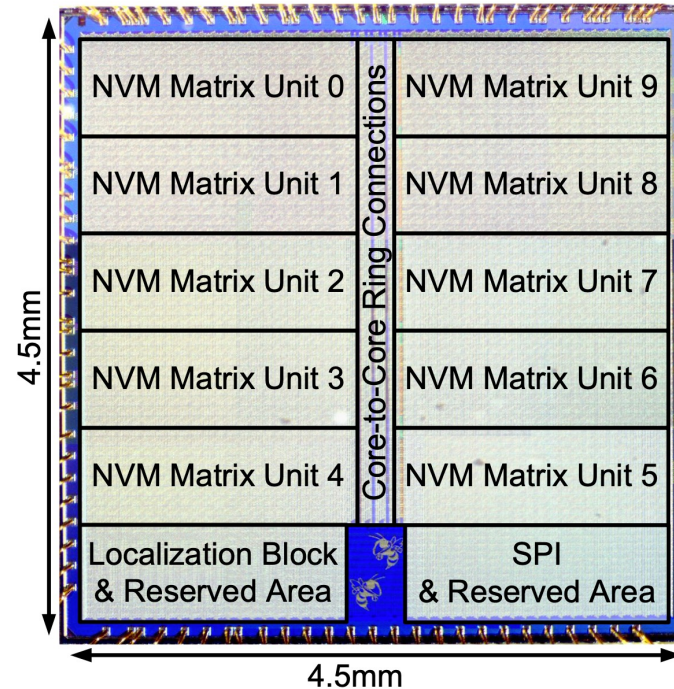 NVM Matrix Unit 0
NVM Matrix Unit 1
NVM Matrix Unit 2
NVM Matrix Unit 3
NVM Matrix Unit 4
Localization Block
& Reserved Area
Core-to-Core Ring Connections
NVM Matrix Unit 9
NVM Matrix Unit 8
NVM Matrix Unit 7
NVM Matrix Unit 6
NVM Matrix Unit 5
SPI
& Reserved Area
4.5mm
4.5mm